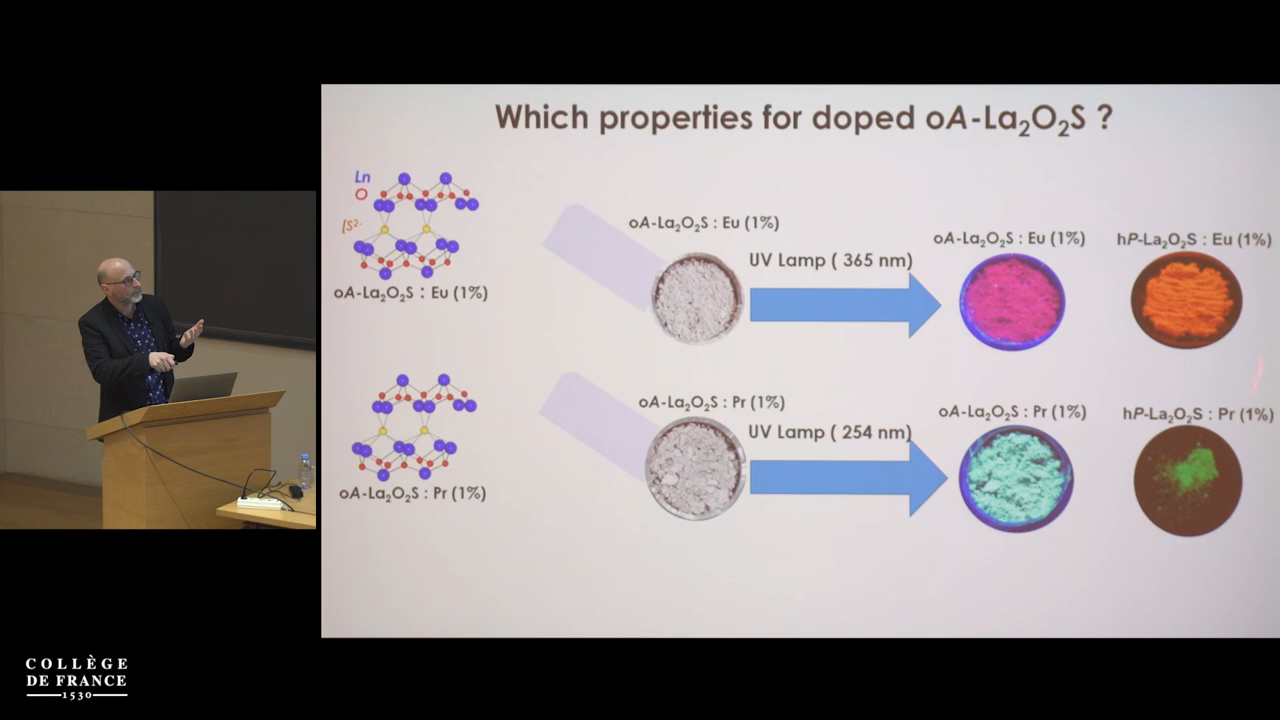 Which properties for doped oA-La₂O₂S ?
Ln
O
[S²⁻
oA-La₂O₂S : Eu (1%)
oA-La₂O₂S : Eu (1%)
UV Lamp ( 365 nm)
oA-La₂O₂S : Eu (1%)
hP-La₂O₂S : Eu (1%)
oA-La₂O₂S : Pr (1%)
oA-La₂O₂S : Pr (1%)
UV Lamp ( 254 nm)
oA-La₂O₂S : Pr (1%)
hP-La₂O₂S : Pr (1%)
COLLÈGE
DE FRANCE
1530